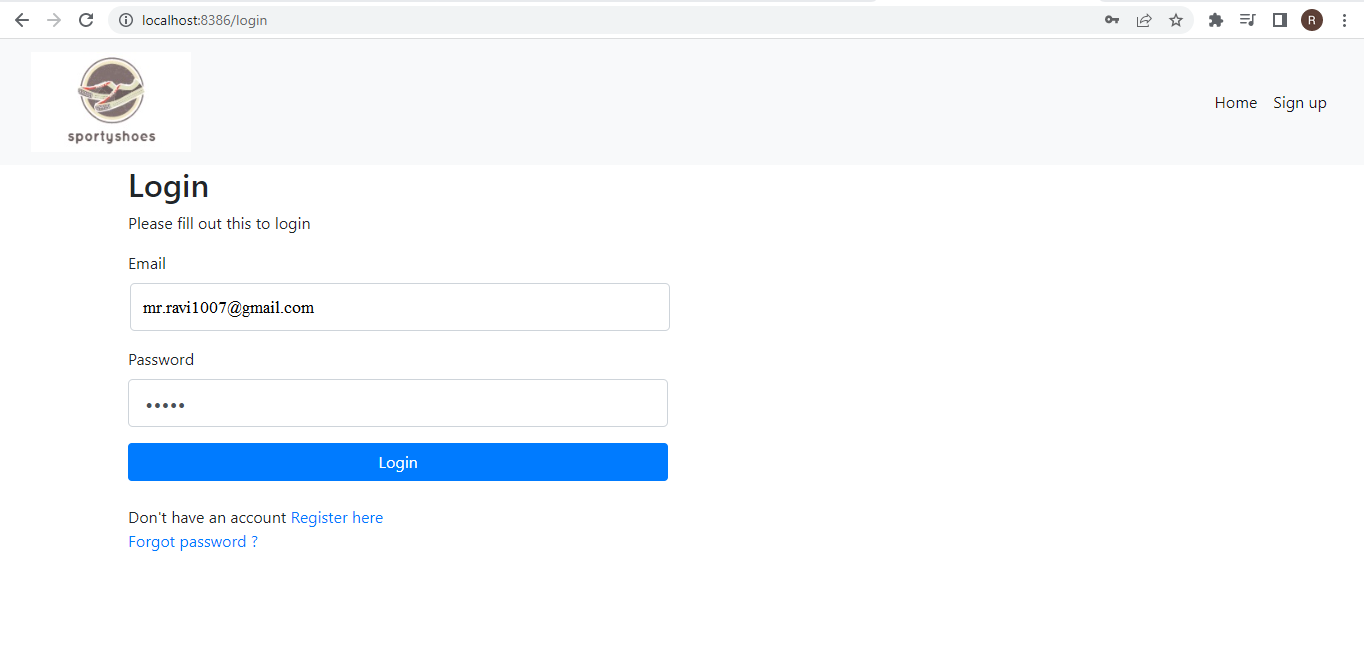 localhost:8386/login
R
sportyshoes
Home Sign up
Login
Please fill out this to login
Email
mr.ravi1007@gmail.com
Password
•••••
Login
Don't have an account Register here
Forgot password ?